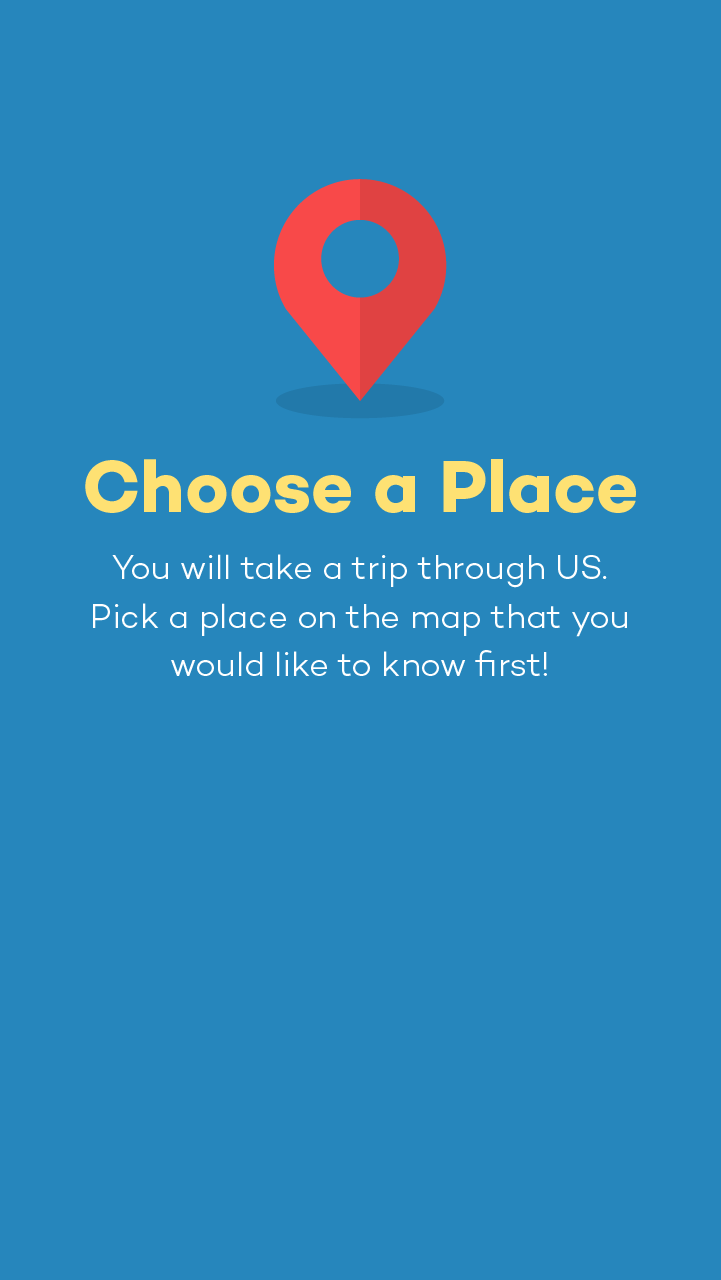 Choose a Place
You will take a trip through US.
Pick a place on the map that you
would like to know first!